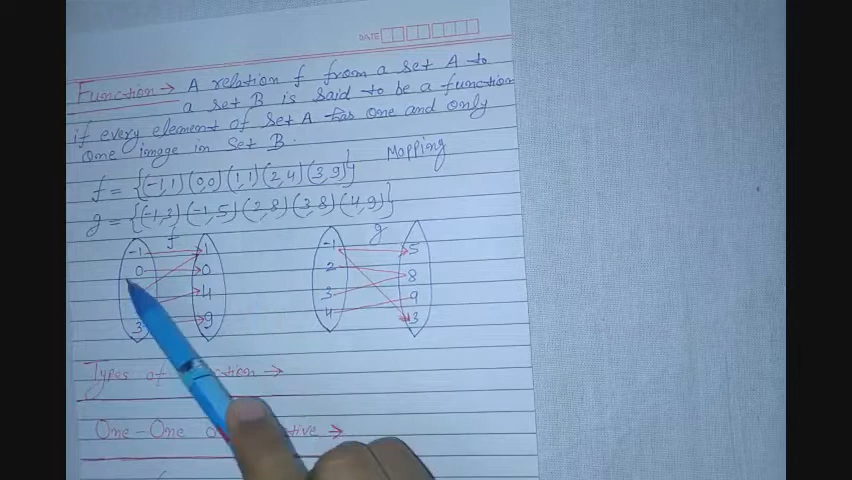 DATE
Function → A relation f from a set A to
a set B is said to be a function
if every element of set A has one and only
one image in set B.
Mapping
f = {(-1,1) (0,0) (1,1) (2,4) (3,9)}
g = {(-1,3) (-1,5) (2,8) (3,8) (4,9)}
f g
-1 1 -1 5
0 0 2 8
4 3 9
3 9 4 3
Types of →
One-One →